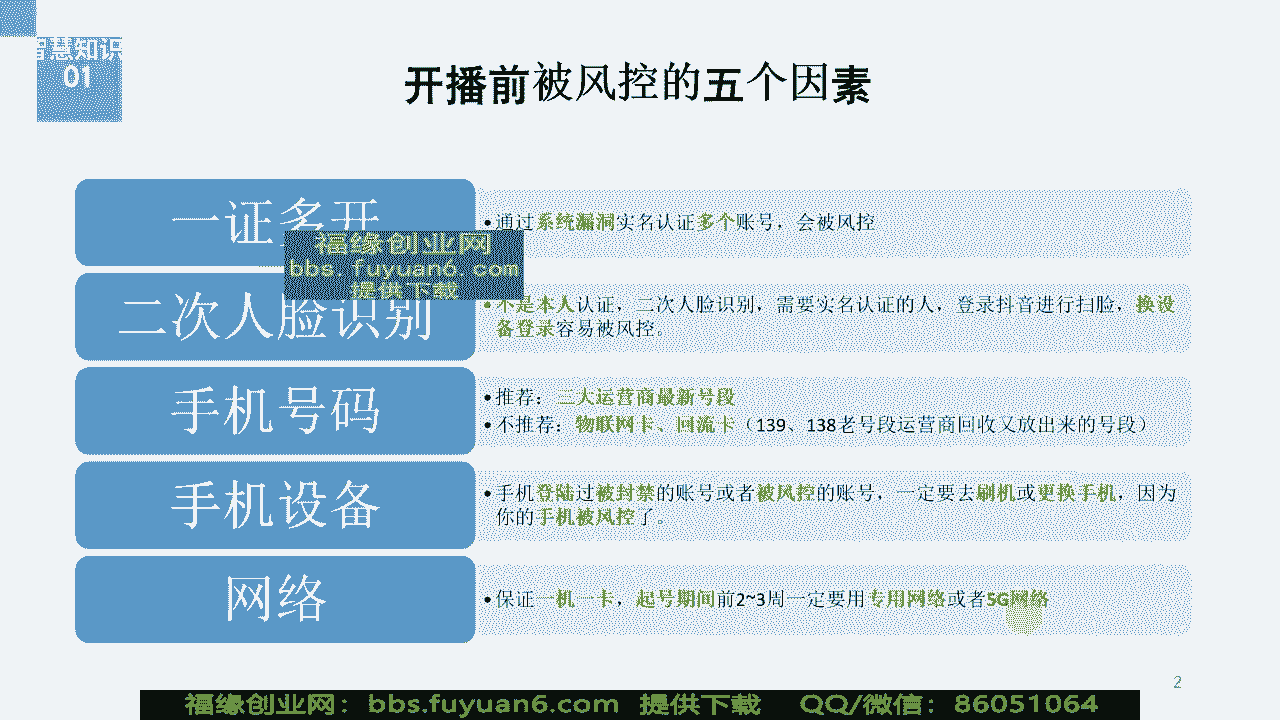 智慧知识
01
开播前被风控的五个因素
一证多开
•通过系统漏洞实名认证多个账号，会被风控
福缘创业网
bbs.fuyuan6.com
提供下载
二次人脸识别
•不是本人认证，二次人脸识别，需要实名认证的人，登录抖音进行扫脸，换设
备登录容易被风控。
手机号码
•推荐：三大运营商最新号段
•不推荐：物联网卡、回流卡（139、138老号段运营商回收又放出来的号段）
手机设备
•手机登陆过被封禁的账号或者被风控的账号，一定要去刷机或更换手机，因为
你的手机被风控了。
网络
•保证一机一卡，起号期间前2~3周一定要用专用网络或者5G网络
2
福缘创业网：bbs.fuyuan6.com 提供下载 QQ/微信：86051064